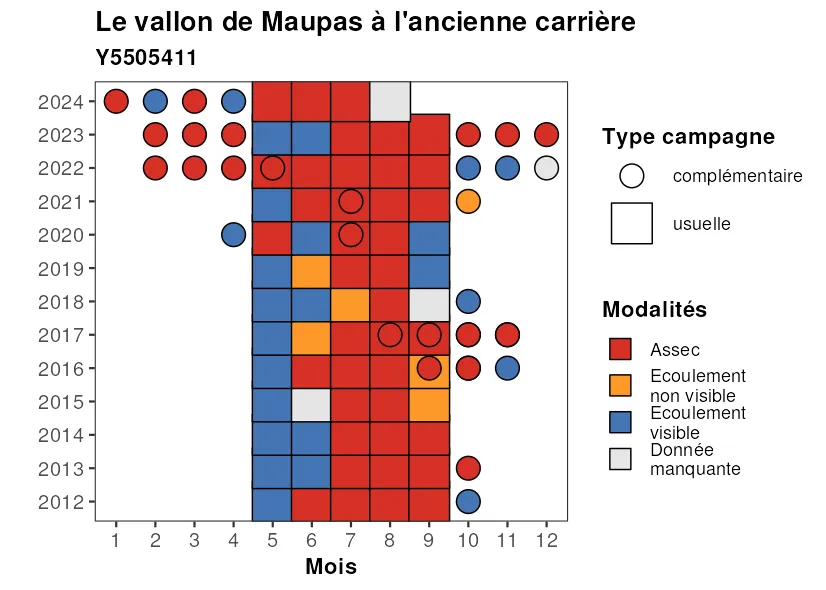 Le vallon de Maupas à l'ancienne carrière
Y5505411
2024
2023
2022
2021
2020
2019
2018
2017
2016
2015
2014
2013
2012
1 2 3 4 5 6 7 8 9 10 11 12
Mois
Type campagne
complémentaire
usuelle
Modalités
Assec
Ecoulement
non visible
Ecoulement
visible
Donnée
manquante